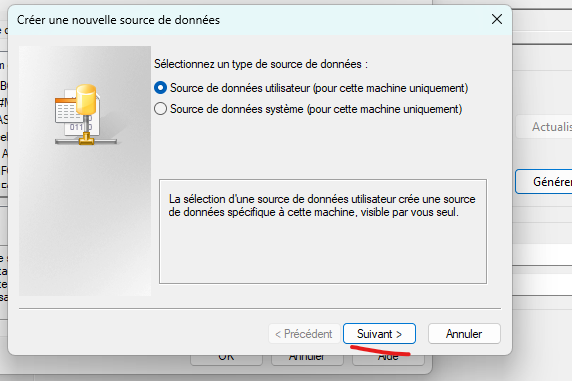 Créer une nouvelle source de données
Sélectionnez un type de source de données :
Source de données utilisateur (pour cette machine uniquement)
Source de données système (pour cette machine uniquement)
La sélection d'une source de données utilisateur crée une source
de données spécifique à cette machine, visible par vous seul.
< Précédent
Suivant >
Annuler
Actualis
Générer
OK
Annuler
Aide